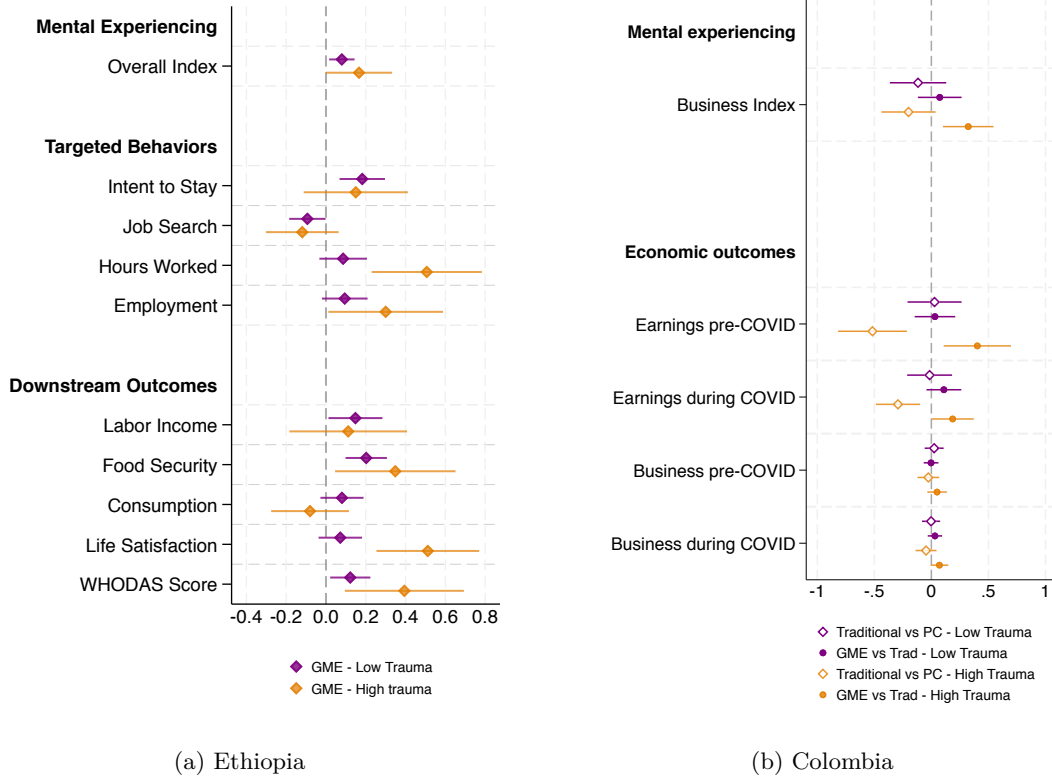 Mental Experiencing
Overall Index
Targeted Behaviors
Intent to Stay
Job Search
Hours Worked
Employment
Downstream Outcomes
Labor Income
Food Security
Consumption
Life Satisfaction
WHODAS Score
-0.4 -0.2 0.0 0.2 0.4 0.6 0.8
GME - Low Trauma
GME - High trauma
(a) Ethiopia
Mental experiencing
Business Index
Economic outcomes
Earnings pre-COVID
Earnings during COVID
Business pre-COVID
Business during COVID
-1 -.5 0 .5 1
Traditional vs PC - Low Trauma
GME vs Trad - Low Trauma
Traditional vs PC - High Trauma
GME vs Trad - High Trauma
(b) Colombia